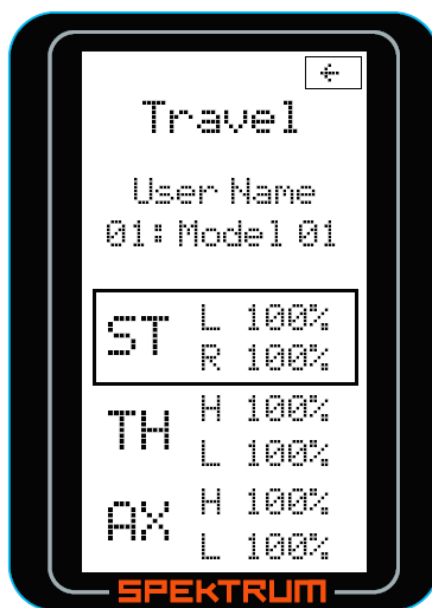 Travel
User Name
01: Model 01
ST L 100%
R 100%
TH H 100%
L 100%
AX H 100%
L 100%
SPEKTRUM